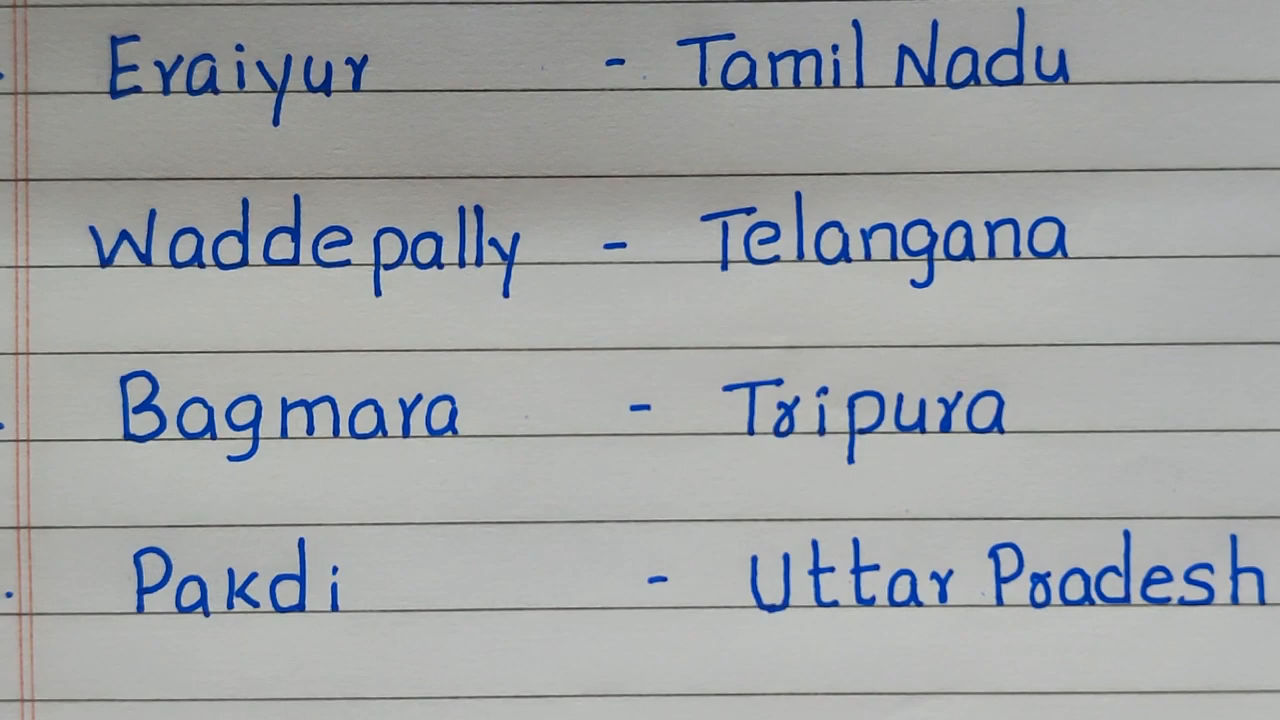 Eraiyur - Tamil Nadu
Waddepally - Telangana
Bagmara - Tripura
Pakdi - Uttar Pradesh